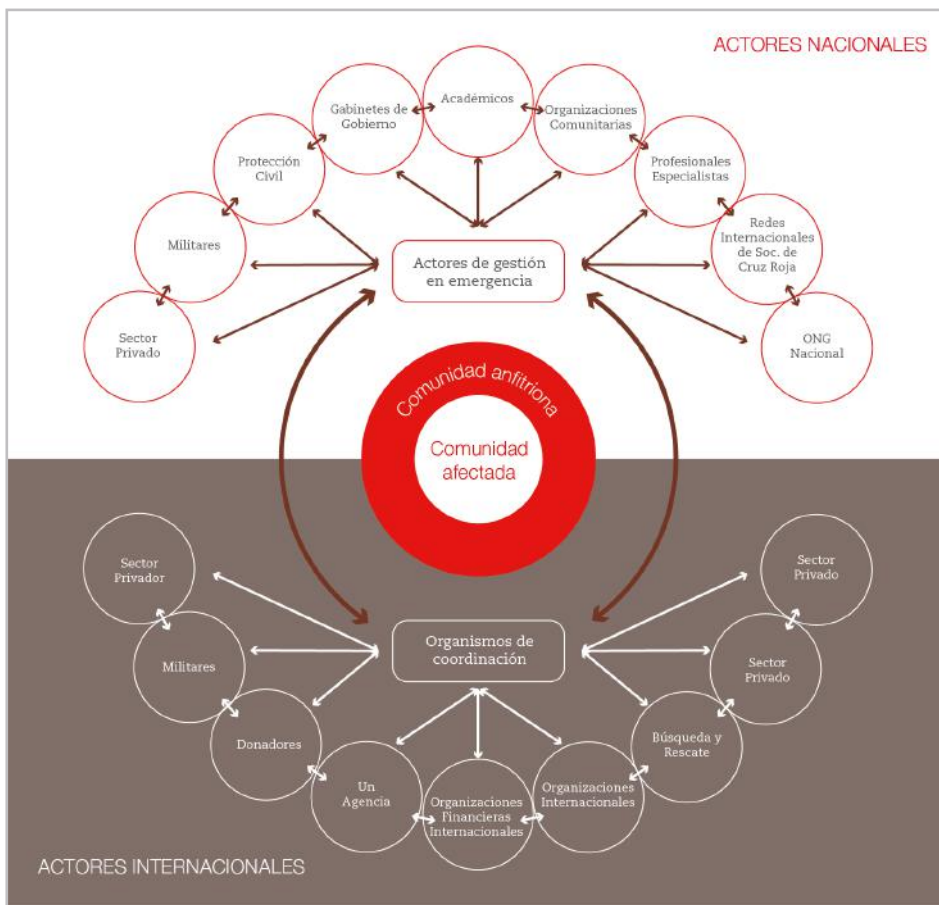 ACTORES NACIONALES
Académicos
Gabinetes de
Gobierno
Organizaciones
Comunitarias
Protección
Civil
Profesionales
Especialistas
Militares
Redes
Internacionales
de Soc. de
Cruz Roja
Actores de gestión
en emergencia
Sector
Privado
ONG
Nacional
Comunidad anfitriona
Comunidad
afectada
Sector
Privador
Sector
Privado
Militares
Organismos de
coordinación
Sector
Privado
Donadores
Búsqueda y
Rescate
Un
Agencia
Organizaciones
Financieras
Internacionales
Organizaciones
Internacionales
ACTORES INTERNACIONALES